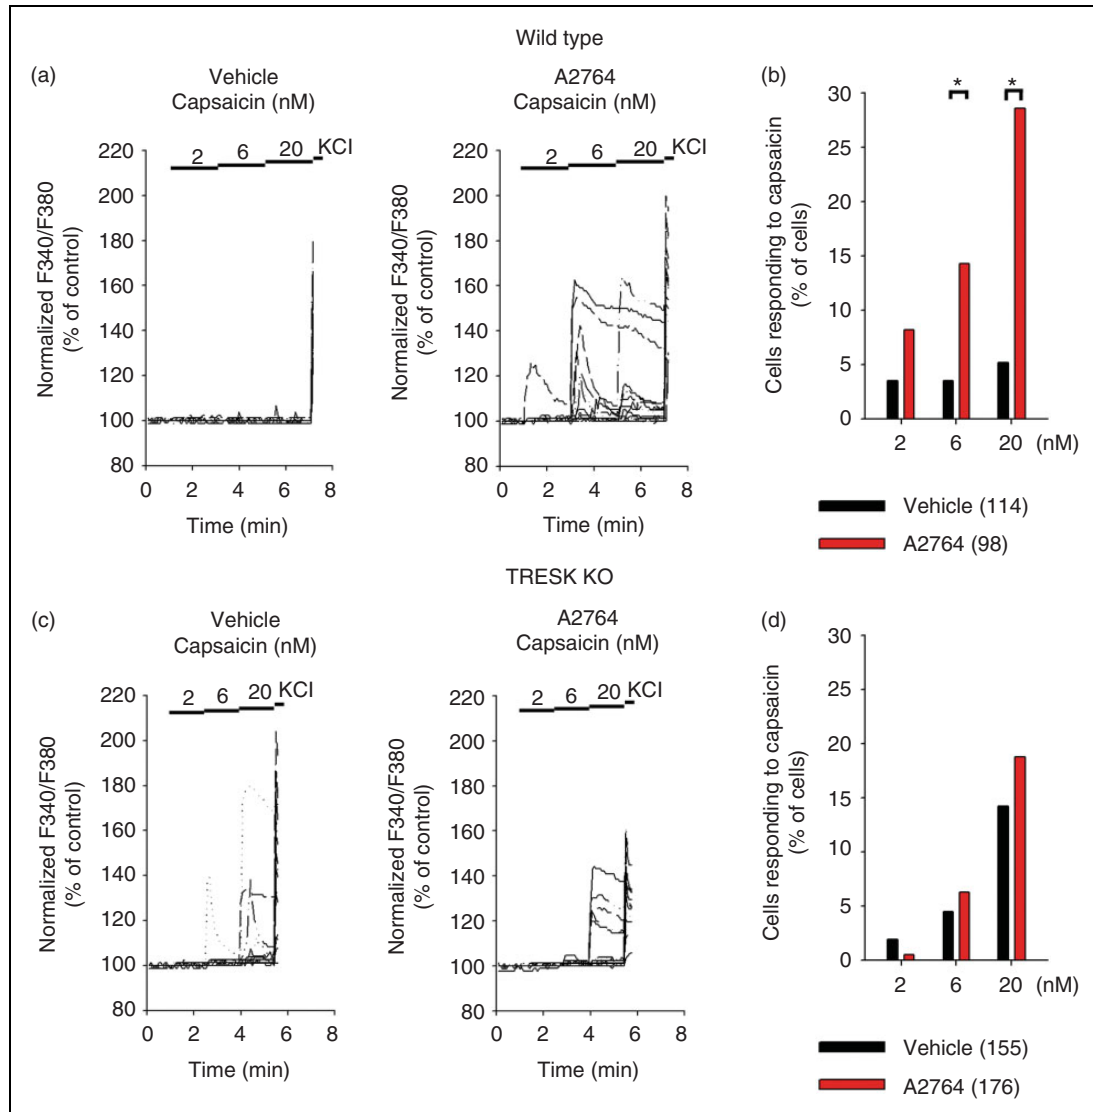 Wild type
(a)
Vehicle
Capsaicin (nM)
2
6
20
KCl
220
200
180
160
140
120
100
80
Normalized F340/F380
(% of control)
0
2
4
6
8
Time (min)
A2764
Capsaicin (nM)
2
6
20
KCl
220
200
180
160
140
120
100
80
Normalized F340/F380
(% of control)
0
2
4
6
8
Time (min)
(b)
*
*
30
25
20
15
10
5
0
Cells responding to capsaicin
(% of cells)
2
6
20
(nM)
Vehicle (114)
A2764 (98)
TRESK KO
(c)
Vehicle
Capsaicin (nM)
2
6
20
KCl
220
200
180
160
140
120
100
80
Normalized F340/F380
(% of control)
0
2
4
6
8
Time (min)
A2764
Capsaicin (nM)
2
6
20
KCl
220
200
180
160
140
120
100
80
Normalized F340/F380
(% of control)
0
2
4
6
8
Time (min)
(d)
30
25
20
15
10
5
0
Cells responding to capsaicin
(% of cells)
2
6
20
(nM)
Vehicle (155)
A2764 (176)